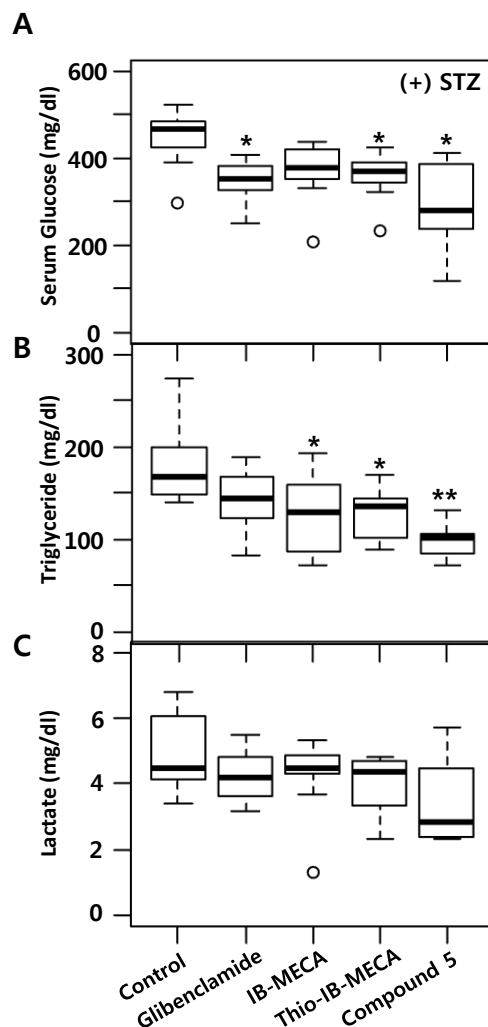 A
(+) STZ
Serum Glucose (mg/dl)
600
400
200
0
*
*
*
B
Triglyceride (mg/dl)
300
200
100
0
*
*
**
C
Lactate (mg/dl)
8
6
4
2
0
Control
Glibenclamide
IB-MECA
Thio-IB-MECA
Compound 5